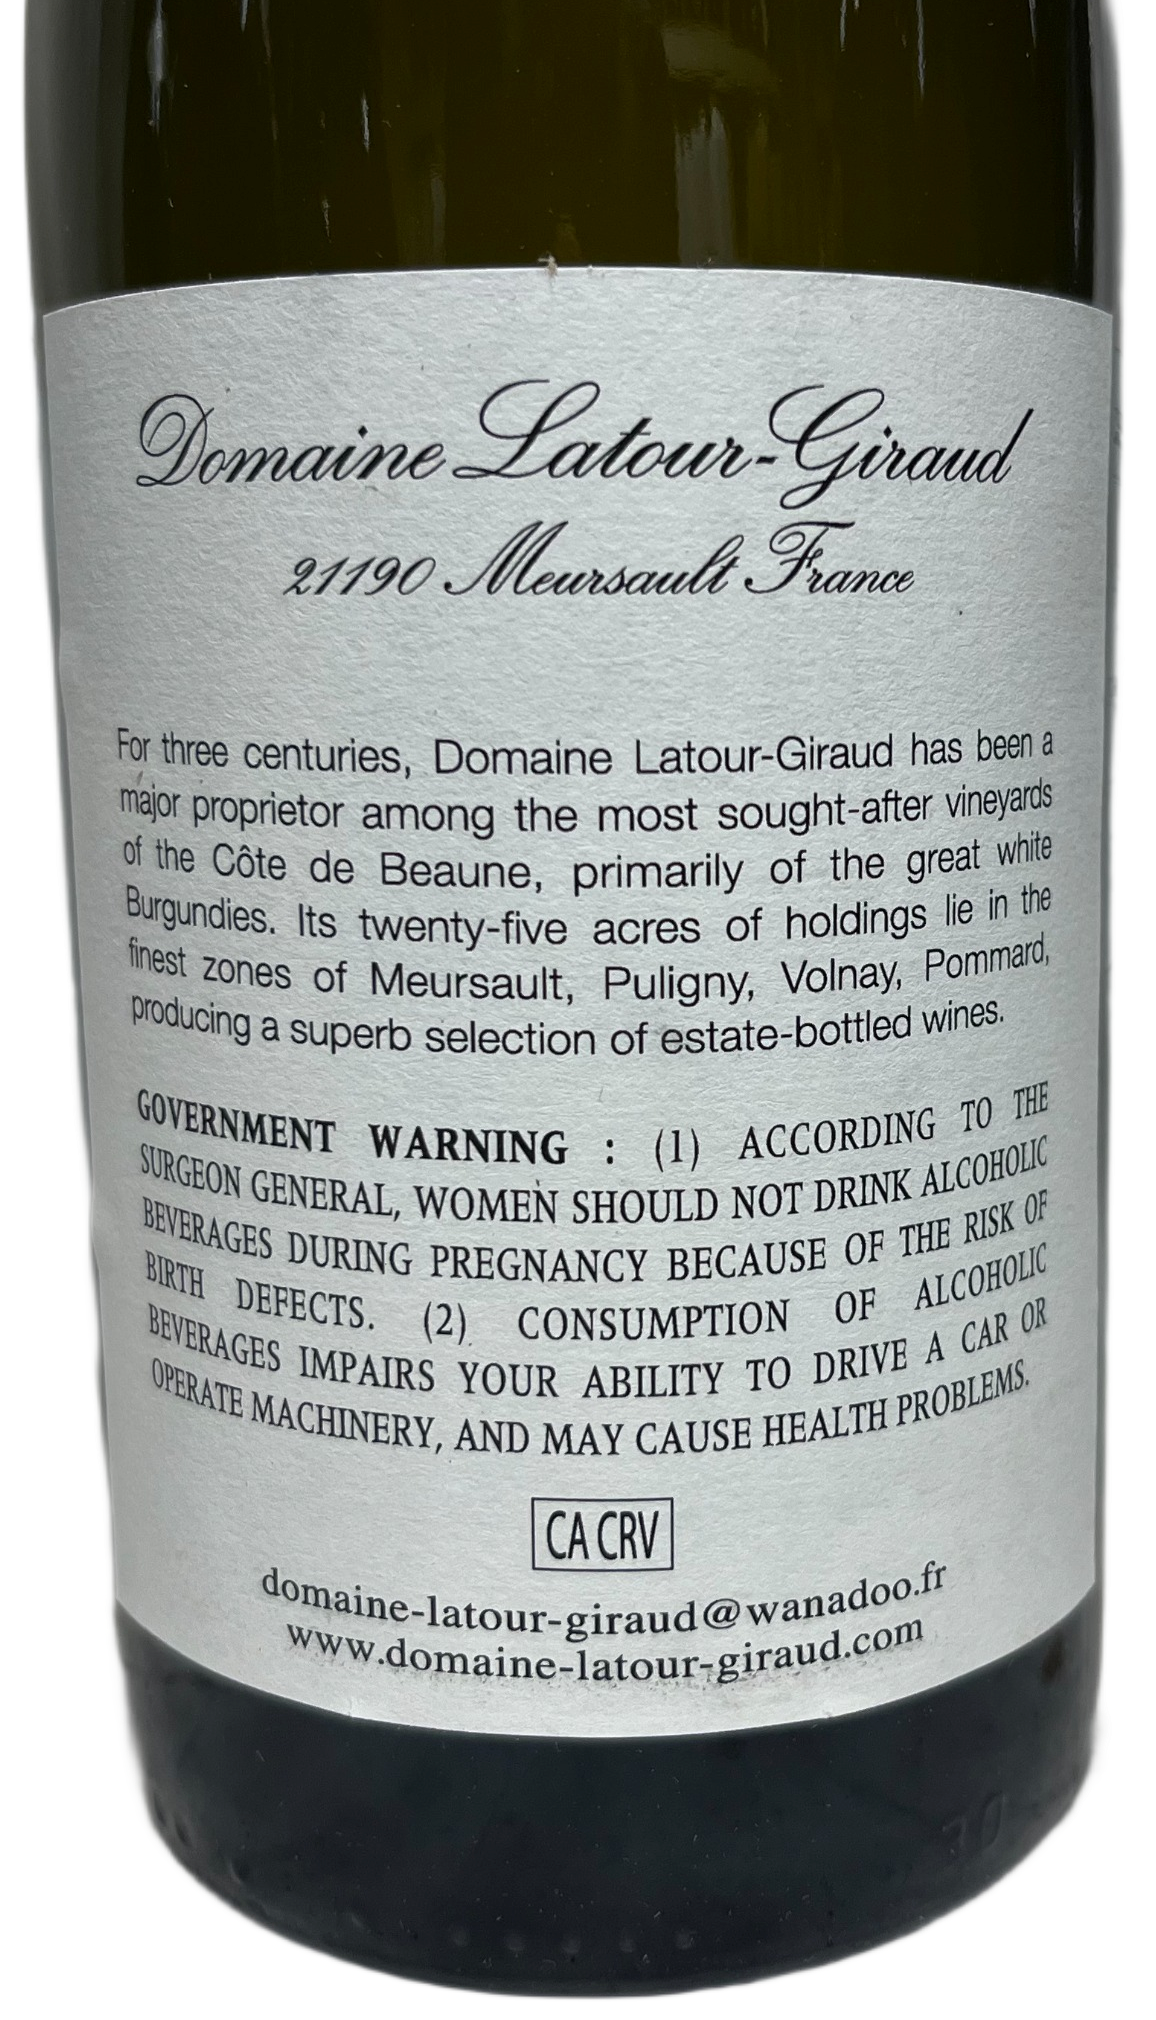 Domaine Latour-Giraud
21190 Meursault France
For three centuries, Domaine Latour-Giraud has been a
major proprietor among the most sought-after vineyards
of the Côte de Beaune, primarily of the great white
Burgundies. Its twenty-five acres of holdings lie in the
finest zones of Meursault, Puligny, Volnay, Pommard,
producing a superb selection of estate-bottled wines.
GOVERNMENT WARNING : (1) ACCORDING TO THE
SURGEON GENERAL, WOMEN SHOULD NOT DRINK ALCOHOLIC
BEVERAGES DURING PREGNANCY BECAUSE OF THE RISK OF
BIRTH DEFECTS. (2) CONSUMPTION OF ALCOHOLIC
BEVERAGES IMPAIRS YOUR ABILITY TO DRIVE A CAR OR
OPERATE MACHINERY, AND MAY CAUSE HEALTH PROBLEMS.
CA CRV
domaine-latour-giraud@wanadoo.fr
www.domaine-latour-giraud.com